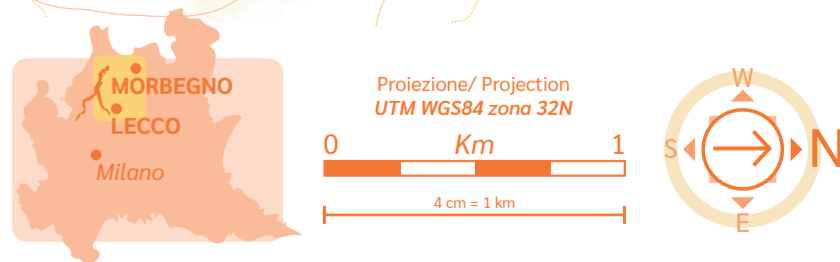 MORBEGNO
LECCO
Milano
Proiezione/ Projection
UTM WGS84 zona 32N
0 Km 1
4 cm = 1 km
W
S N
E